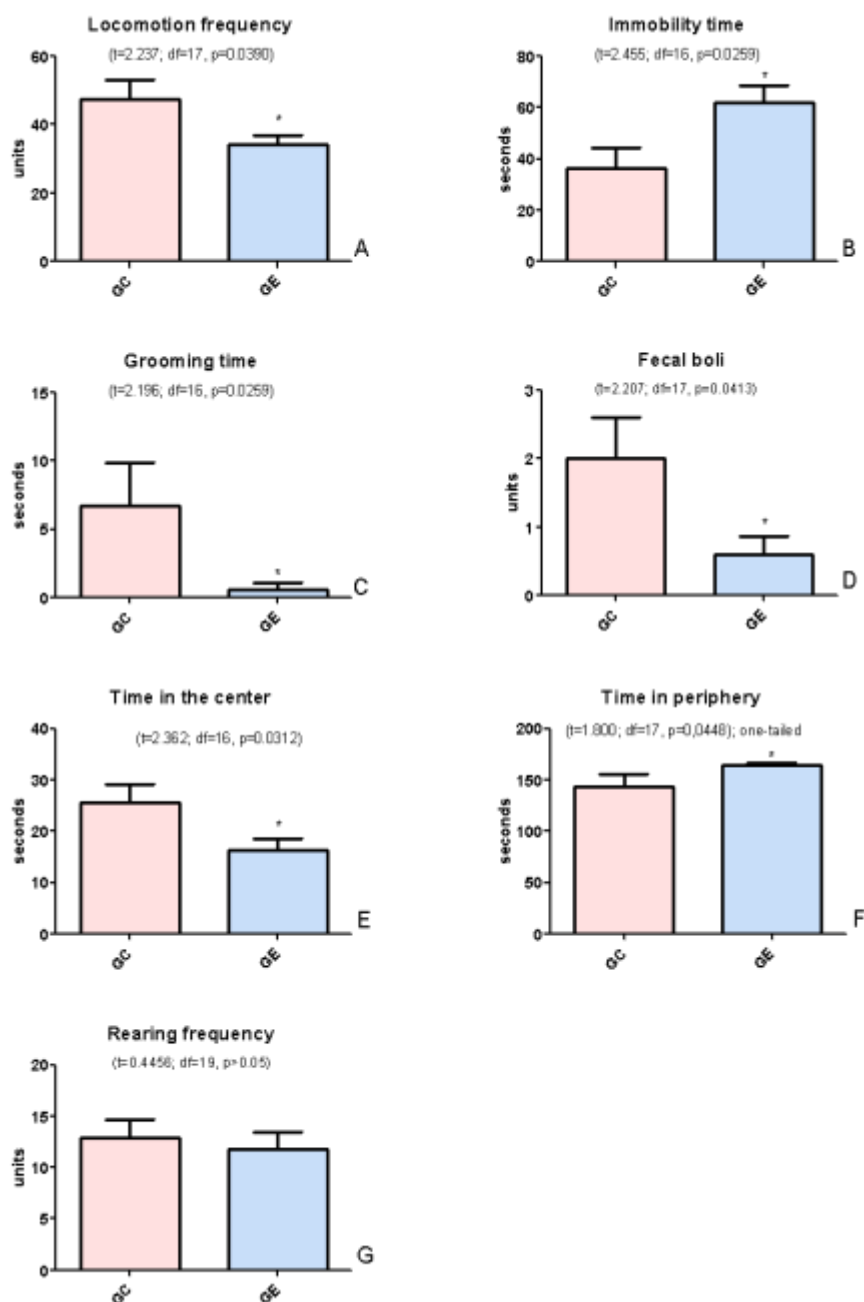 Locomotion frequency
(t=2.237; df=17, p=0.0390)
60
40
20
0
units
*
GC
GE
A
Immobility time
(t=2.455; df=16, p=0.0259)
80
60
40
20
0
seconds
*
GC
GE
B
Grooming time
(t=2.196; df=16, p=0.0259)
15
10
5
0
seconds
*
GC
GE
C
Fecal boli
(t=2.207; df=17, p=0.0413)
3
2
1
0
units
*
GC
GE
D
Time in the center
(t=2.362; df=16, p=0.0312)
40
30
20
10
0
seconds
*
GC
GE
E
Time in periphery
(t=1.800; df=17, p=0,0448); one-tailed
200
150
100
50
0
seconds
*
GC
GE
F
Rearing frequency
(t=0.4456; df=19, p>0.05)
20
15
10
5
0
units
GC
GE
G